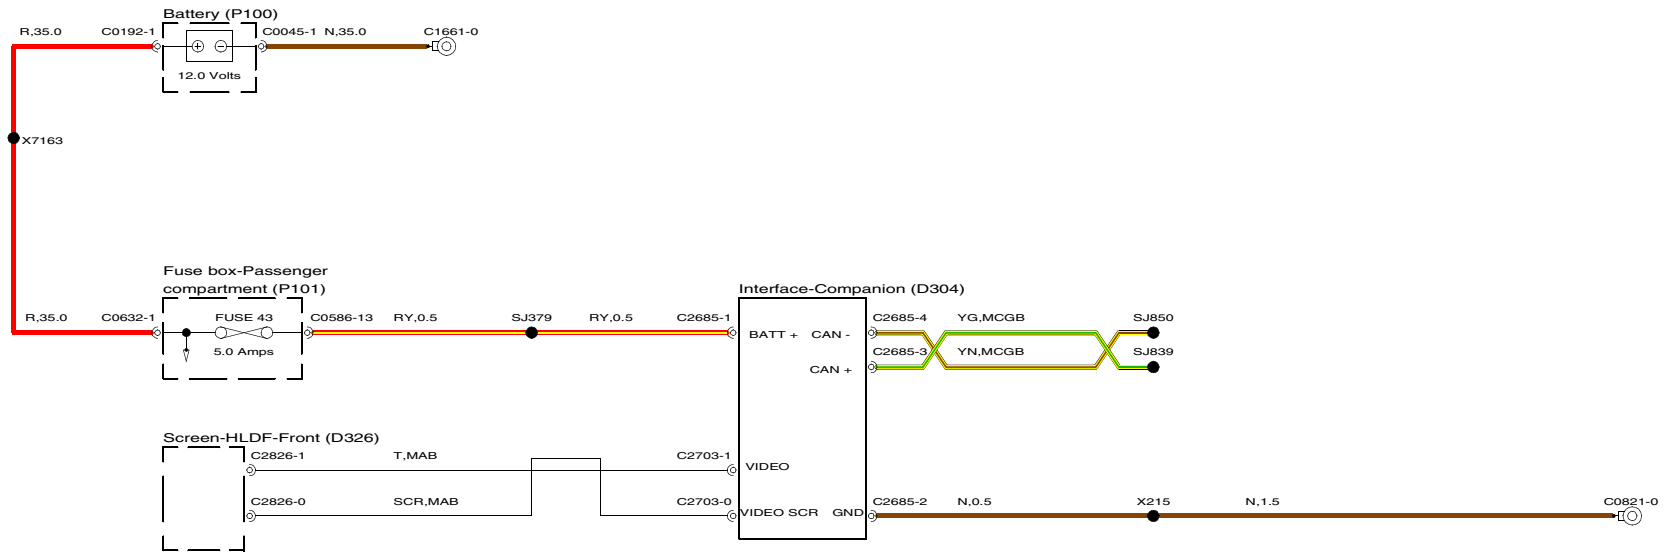 Battery (P100)
R,35.0 C0192-1 C0045-1 N,35.0 C1661-0
12.0 Volts
X7163
Fuse box-Passenger
compartment (P101) Interface-Companion (D304)
R,35.0 C0632-1 FUSE 43 C0586-13 RY,0.5 SJ379 RY,0.5 C2685-1 C2685-4 YG,MCGB SJ850
BATT + CAN -
5.0 Amps C2685-3 YN,MCGB SJ839
CAN +
Screen-HLDF-Front (D326)
C2826-1 T,MAB C2703-1
VIDEO
C2826-0 SCR,MAB C2703-0 C2685-2 N,0.5 X215 N,1.5 C0821-0
VIDEO SCR GND